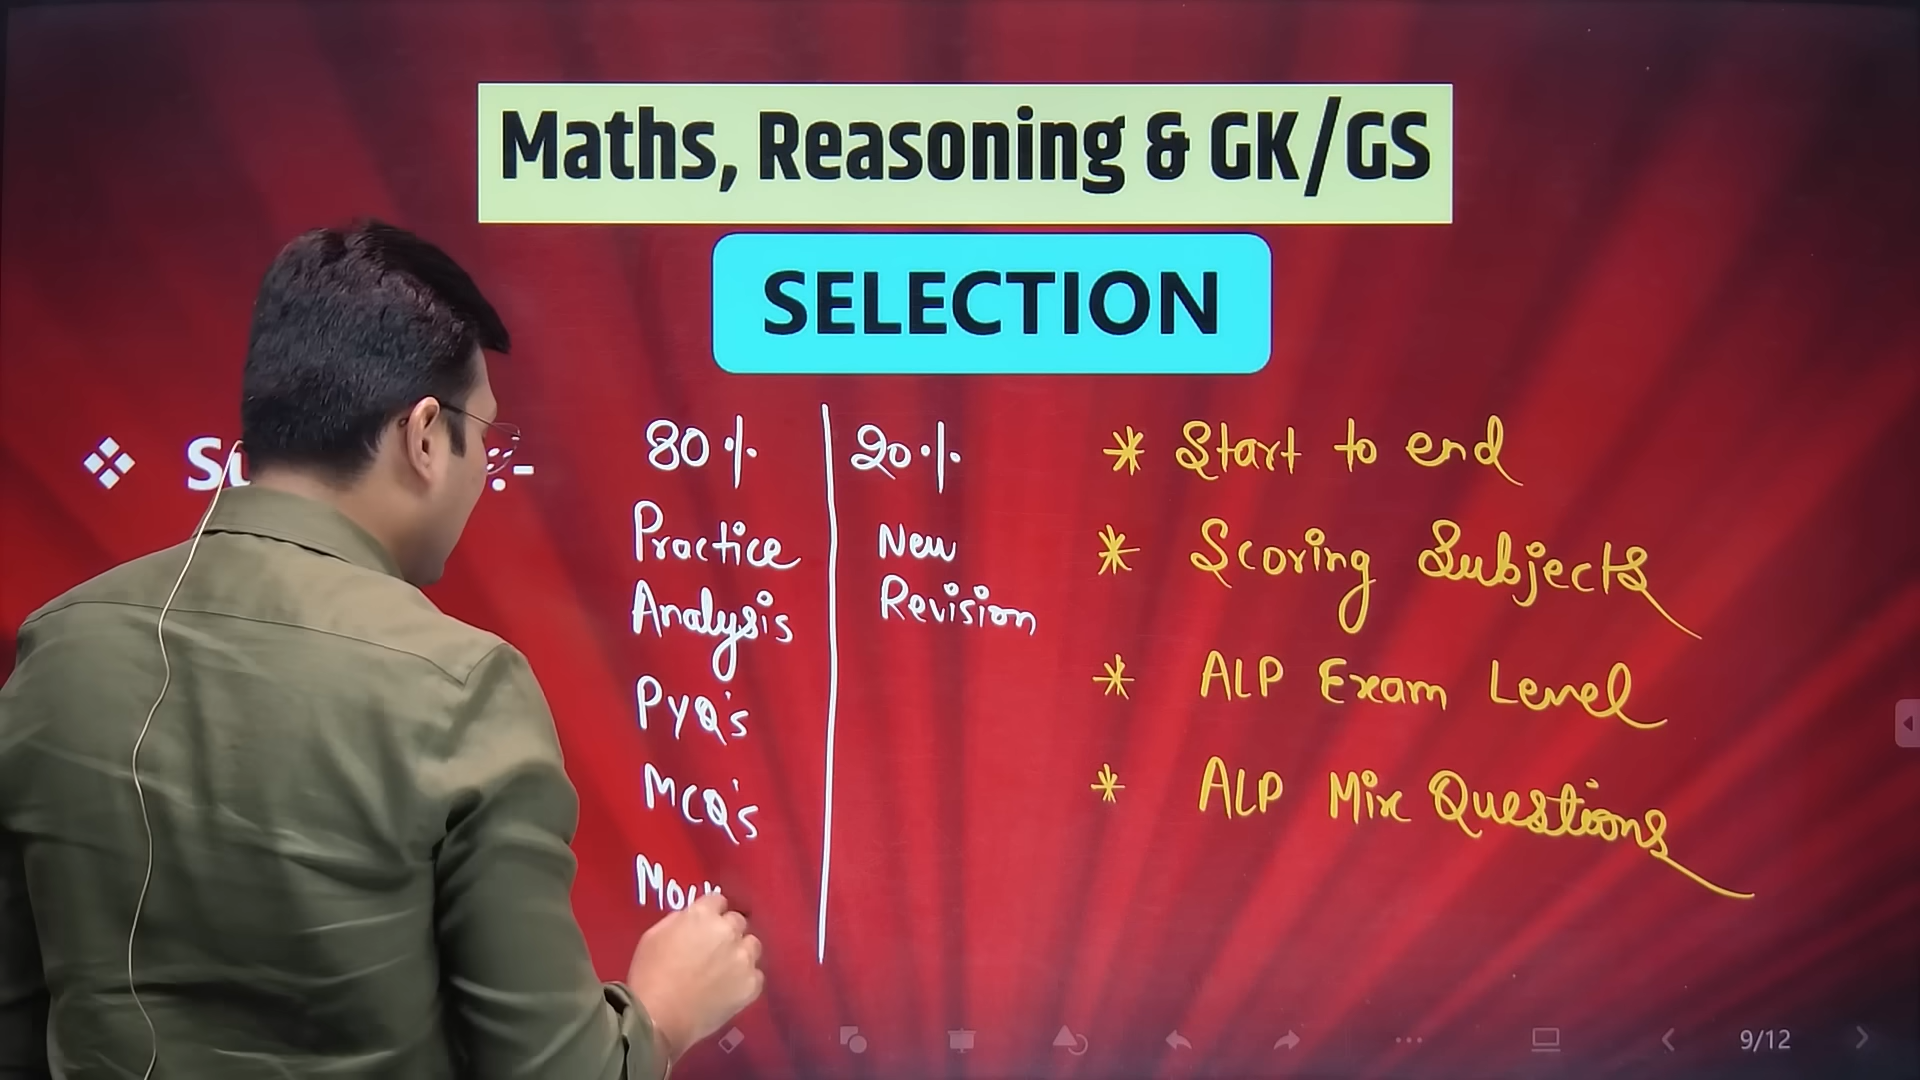 Maths, Reasoning & GK/GS
SELECTION
80%
Practice
Analysis
PYQ's
MCQ's
20%
New
Revision
* Start to end
* Scoring Subjects
* ALP Exam Level
* ALP Mix Questions
9/12